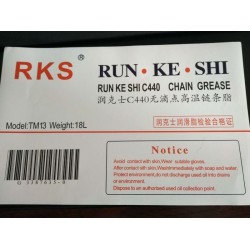 RKS®
RUN·KE·SHI
RUN KE SHI C440 CHAIN GREASE
润克士C440无滴点高温链条脂
Model:TM13 Weight:18L
润克士润滑脂检验合格证
Notice
Avoid contact with skin,Wear suitable gloves.
After contact with skin,Washimmediately with soap and water.
Protect environment,do not discharge used oil into drains
or environment.
Dispose to an authorised used oil collection point.